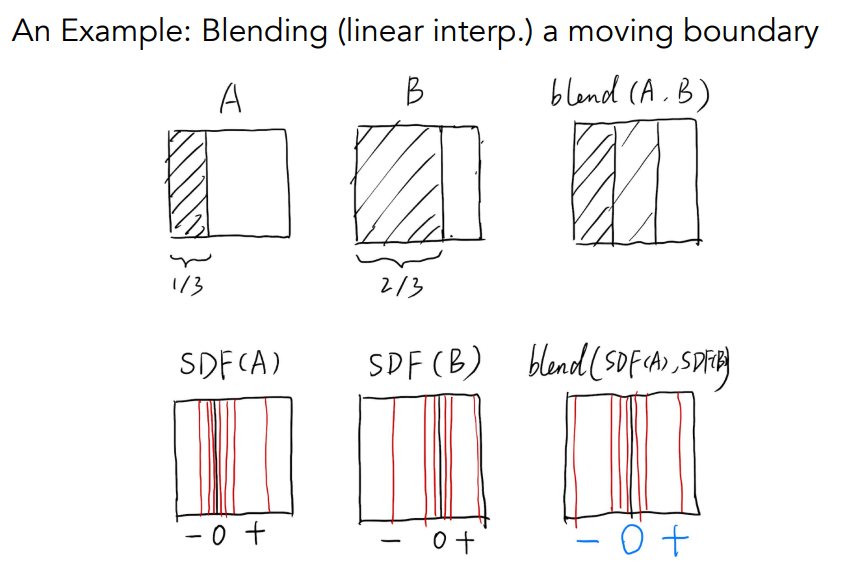 An Example: Blending (linear interp.) a moving boundary
A B blend (A, B)
1/3 2/3
SDF(A) SDF(B) blend(SDF(A), SDF(B))
- 0 + - 0 + - 0 +